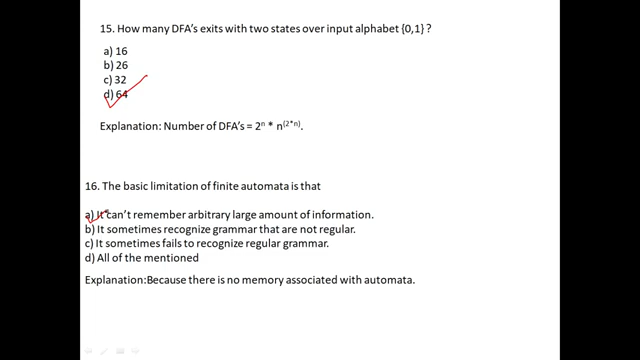 15. How many DFA's exits with two states over input alphabet {0,1} ?
a) 16
b) 26
c) 32
d) 64
Explanation: Number of DFA's = 2ⁿ * n⁽²*ⁿ⁾.
16. The basic limitation of finite automata is that
a) It can't remember arbitrary large amount of information.
b) It sometimes recognize grammar that are not regular.
c) It sometimes fails to recognize regular grammar.
d) All of the mentioned
Explanation:Because there is no memory associated with automata.